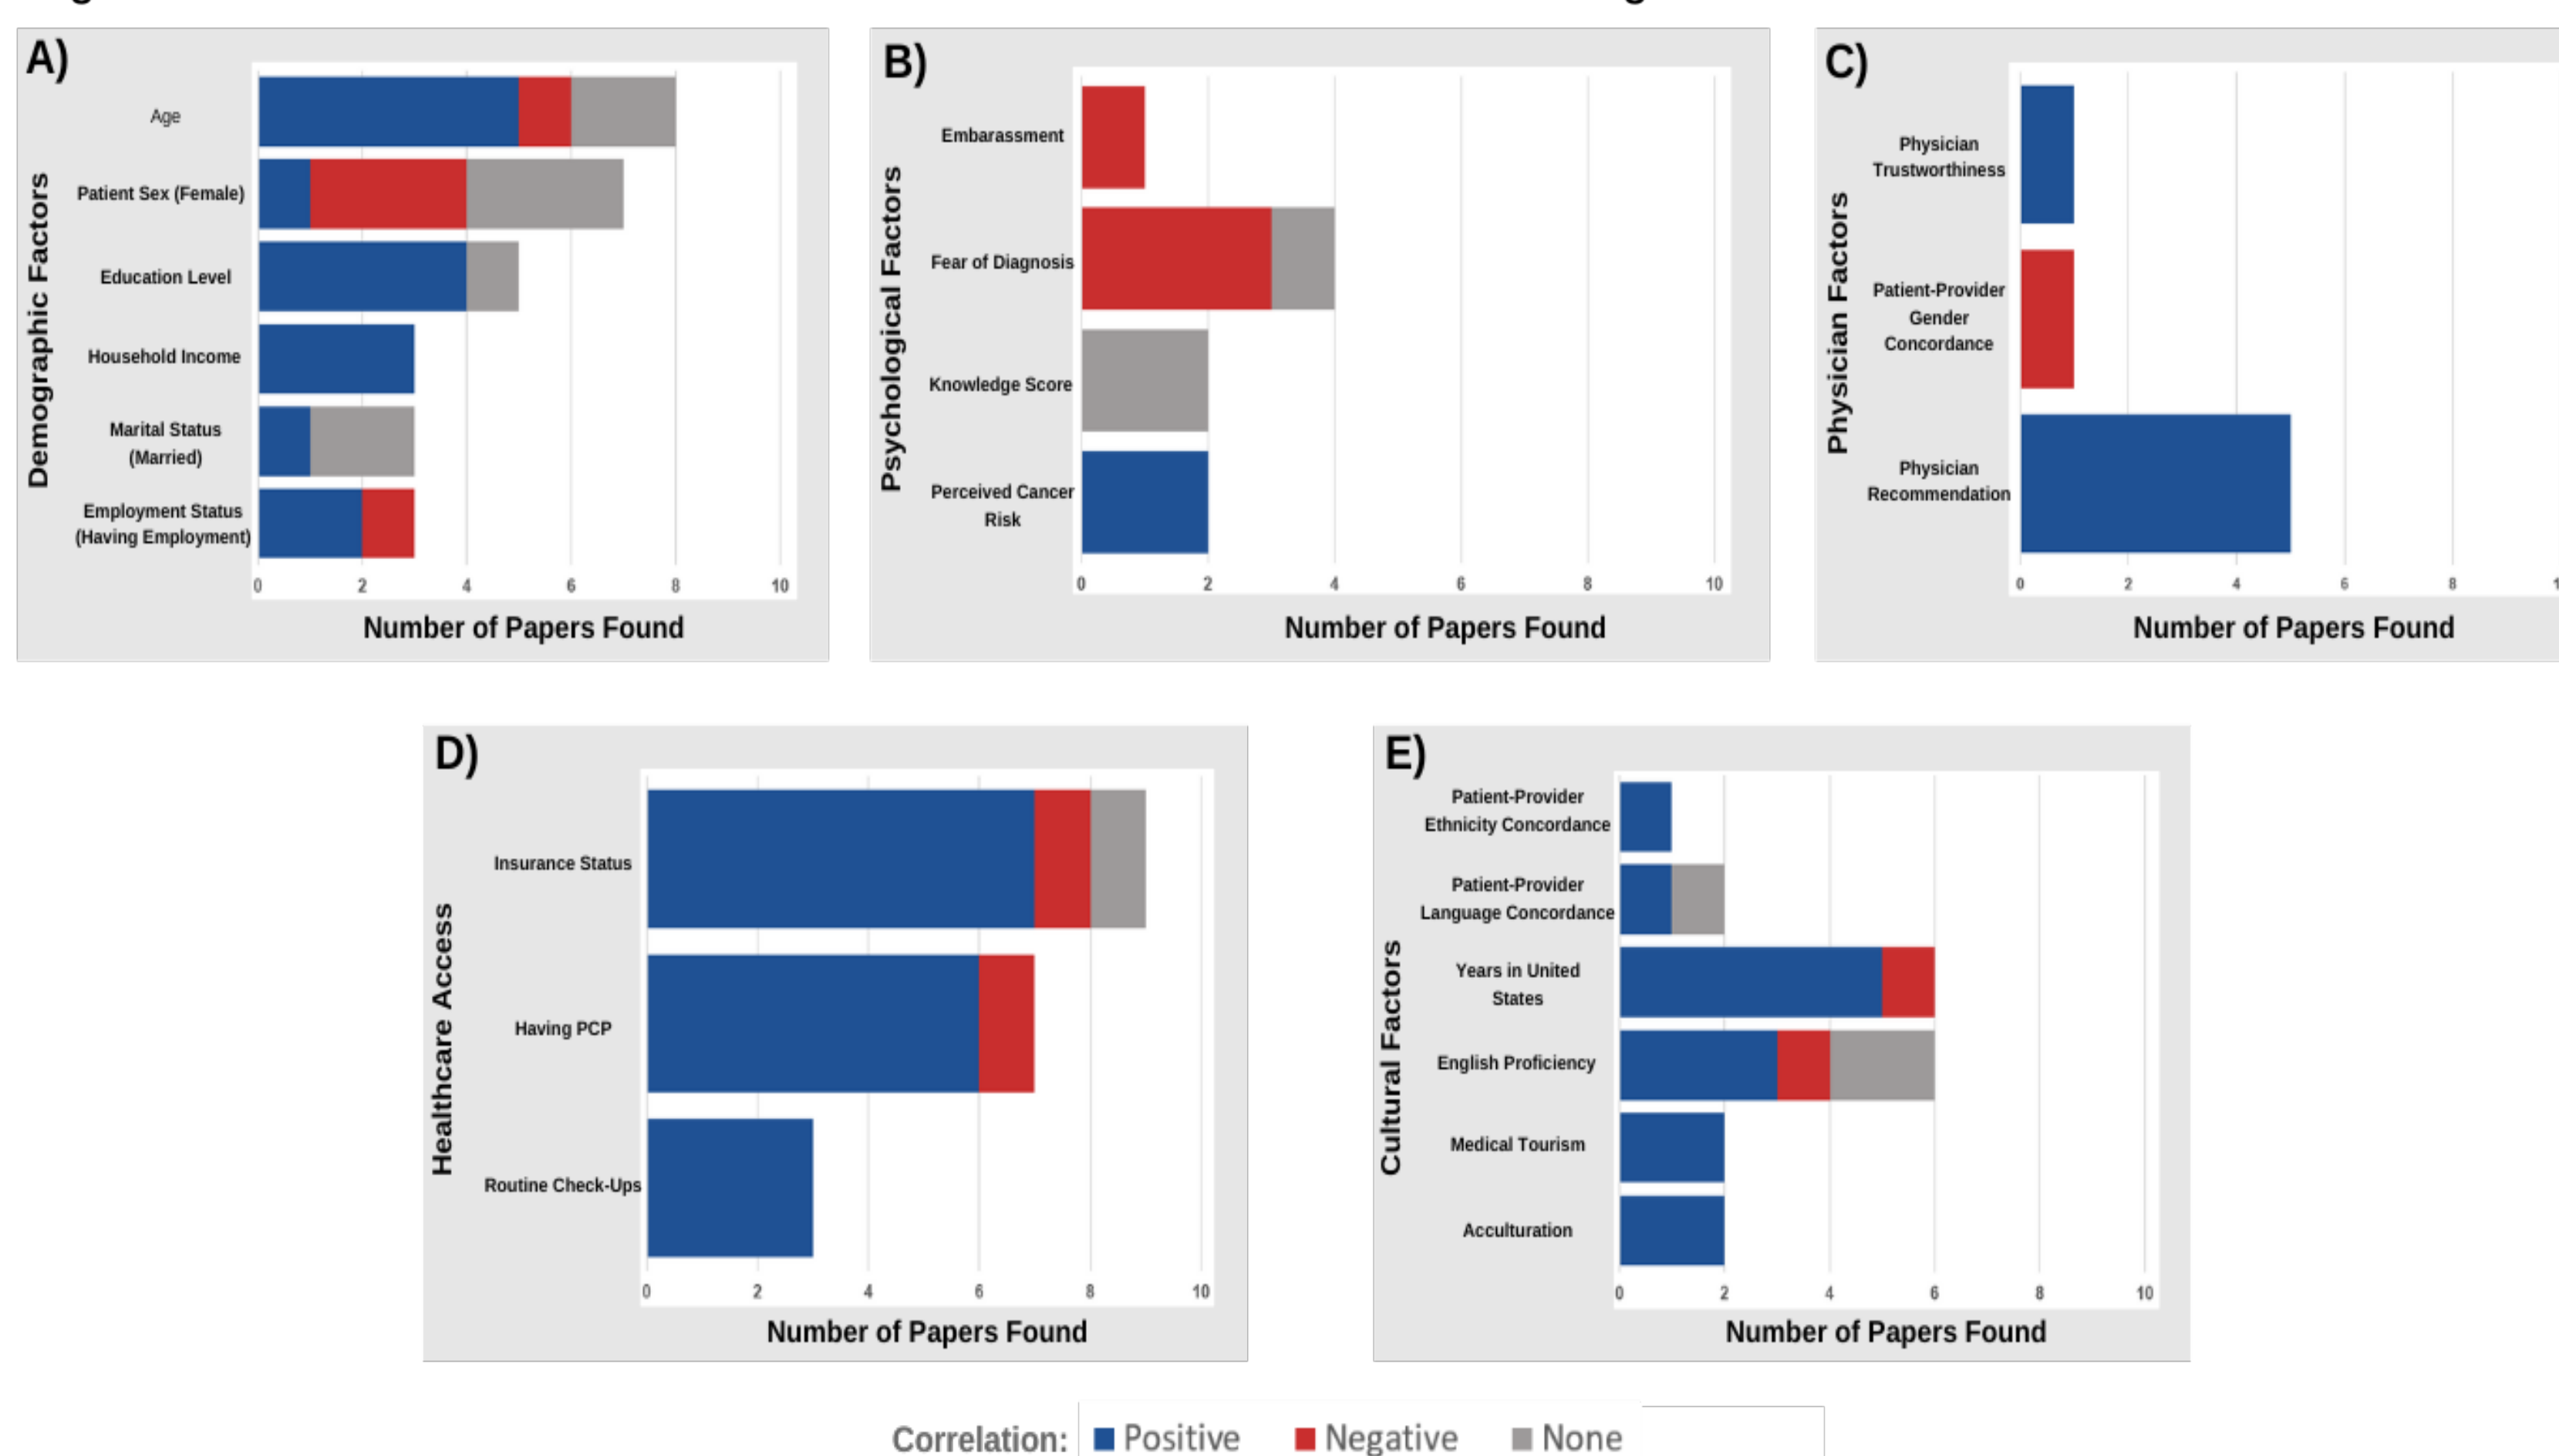 A)
Demographic Factors
Age
Patient Sex (Female)
Education Level
Household Income
Marital Status
(Married)
Employment Status
(Having Employment)
0 2 4 6 8 10
Number of Papers Found
B)
Psychological Factors
Embarassment
Fear of Diagnosis
Knowledge Score
Perceived Cancer
Risk
0 2 4 6 8 10
Number of Papers Found
C)
Physician Factors
Physician
Trustworthiness
Patient-Provider
Gender
Concordance
Physician
Recommendation
0 2 4 6 8
Number of Papers Found
D)
Healthcare Access
Insurance Status
Having PCP
Routine Check-Ups
0 2 4 6 8 10
Number of Papers Found
E)
Cultural Factors
Patient-Provider
Ethnicity Concordance
Patient-Provider
Language Concordance
Years in United
States
English Proficiency
Medical Tourism
Acculturation
0 2 4 6 8 10
Number of Papers Found
Correlation: Positive Negative None